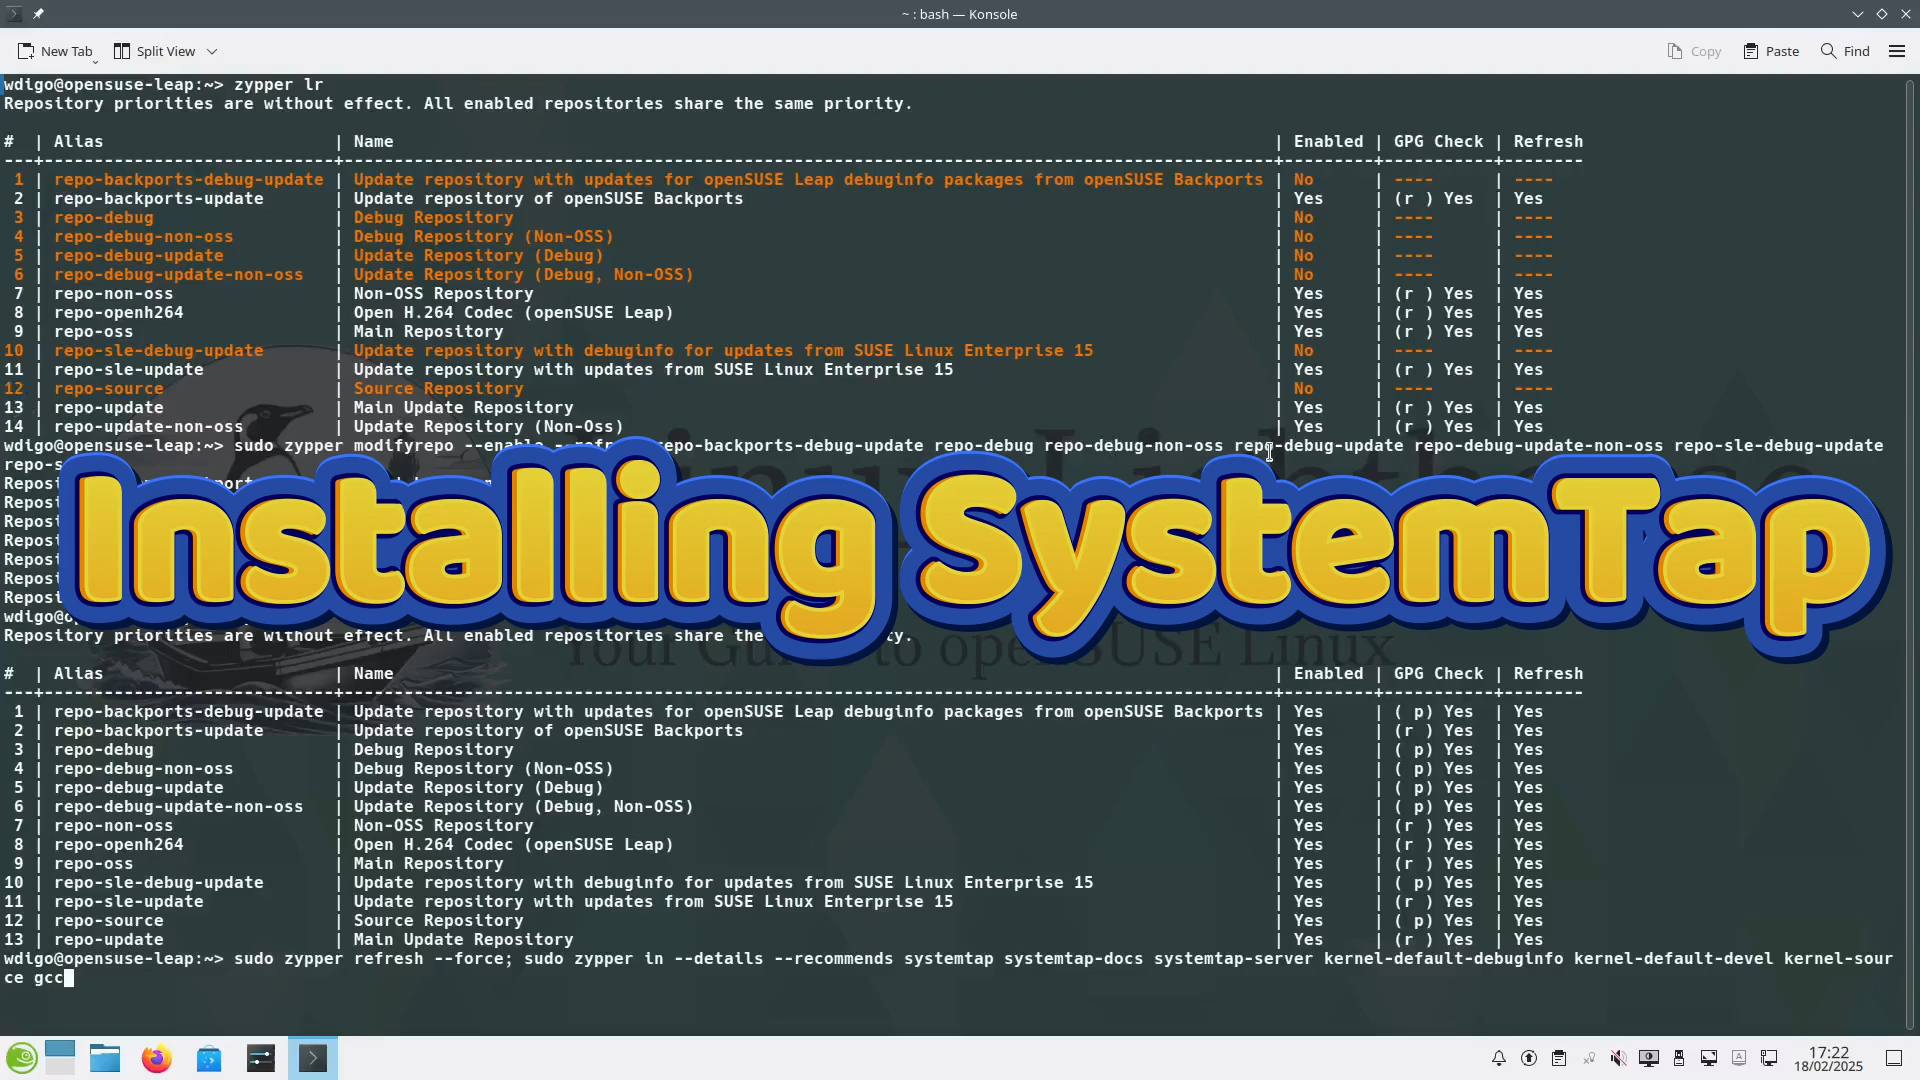 ~ : bash — Konsole
New Tab
Split View
Copy
Paste
Find
wdigo@opensuse-leap:~> zypper lr
Repository priorities are without effect. All enabled repositories share the same priority.
#  | Alias                       | Name                                                                                        | Enabled | GPG Check | Refresh
---+-----------------------------+---------------------------------------------------------------------------------------------+---------+-----------+--------
1 | repo-backports-debug-update | Update repository with updates for openSUSE Leap debuginfo packages from openSUSE Backports | No      | ----      | ----
2 | repo-backports-update       | Update repository of openSUSE Backports | Yes     | (r ) Yes  | Yes
3 | repo-debug                  | Debug Repository | No      | ----      | ----
4 | repo-debug-non-oss          | Debug Repository (Non-OSS) | No      | ----      | ----
5 | repo-debug-update           | Update Repository (Debug) | No      | ----      | ----
6 | repo-debug-update-non-oss   | Update Repository (Debug, Non-OSS) | No      | ----      | ----
7 | repo-non-oss                | Non-OSS Repository | Yes     | (r ) Yes  | Yes
8 | repo-openh264               | Open H.264 Codec (openSUSE Leap) | Yes     | (r ) Yes  | Yes
9 | repo-oss                    | Main Repository | Yes     | (r ) Yes  | Yes
10 | repo-sle-debug-update       | Update repository with debuginfo for updates from SUSE Linux Enterprise 15 | No      | ----      | ----
11 | repo-sle-update             | Update repository with updates from SUSE Linux Enterprise 15 | Yes     | (r ) Yes  | Yes
12 | repo-source                 | Source Repository | No      | ----      | ----
13 | repo-update                 | Main Update Repository | Yes     | (r ) Yes  | Yes
14 | repo-update-non-oss         | Update Repository (Non-Oss) | Yes     | (r ) Yes  | Yes
wdigo@opensuse-leap:~> sudo zypper modifyrepo --enable repo-backports-debug-update repo-debug repo-debug-non-oss repo-debug-update repo-debug-update-non-oss repo-sle-debug-update
Installing SystemTap
Repository priorities are without effect. All enabled repositories share the
Your to openSUSE Linux
#  | Alias                       | Name                                                                                        | Enabled | GPG Check | Refresh
---+-----------------------------+---------------------------------------------------------------------------------------------+---------+-----------+--------
1 | repo-backports-debug-update | Update repository with updates for openSUSE Leap debuginfo packages from openSUSE Backports | Yes     | ( p) Yes  | Yes
2 | repo-backports-update       | Update repository of openSUSE Backports | Yes     | (r ) Yes  | Yes
3 | repo-debug                  | Debug Repository | Yes     | ( p) Yes  | Yes
4 | repo-debug-non-oss          | Debug Repository (Non-OSS) | Yes     | ( p) Yes  | Yes
5 | repo-debug-update           | Update Repository (Debug) | Yes     | ( p) Yes  | Yes
6 | repo-debug-update-non-oss   | Update Repository (Debug, Non-OSS) | Yes     | ( p) Yes  | Yes
7 | repo-non-oss                | Non-OSS Repository | Yes     | (r ) Yes  | Yes
8 | repo-openh264               | Open H.264 Codec (openSUSE Leap) | Yes     | (r ) Yes  | Yes
9 | repo-oss                    | Main Repository | Yes     | (r ) Yes  | Yes
10 | repo-sle-debug-update       | Update repository with debuginfo for updates from SUSE Linux Enterprise 15 | Yes     | ( p) Yes  | Yes
11 | repo-sle-update             | Update repository with updates from SUSE Linux Enterprise 15 | Yes     | (r ) Yes  | Yes
12 | repo-source                 | Source Repository | Yes     | ( p) Yes  | Yes
13 | repo-update                 | Main Update Repository | Yes     | (r ) Yes  | Yes
wdigo@opensuse-leap:~> sudo zypper refresh --force; sudo zypper in --details --recommends systemtap systemtap-docs systemtap-server kernel-default-debuginfo kernel-default-devel kernel-sour
ce gcc
17:22
18/02/2025